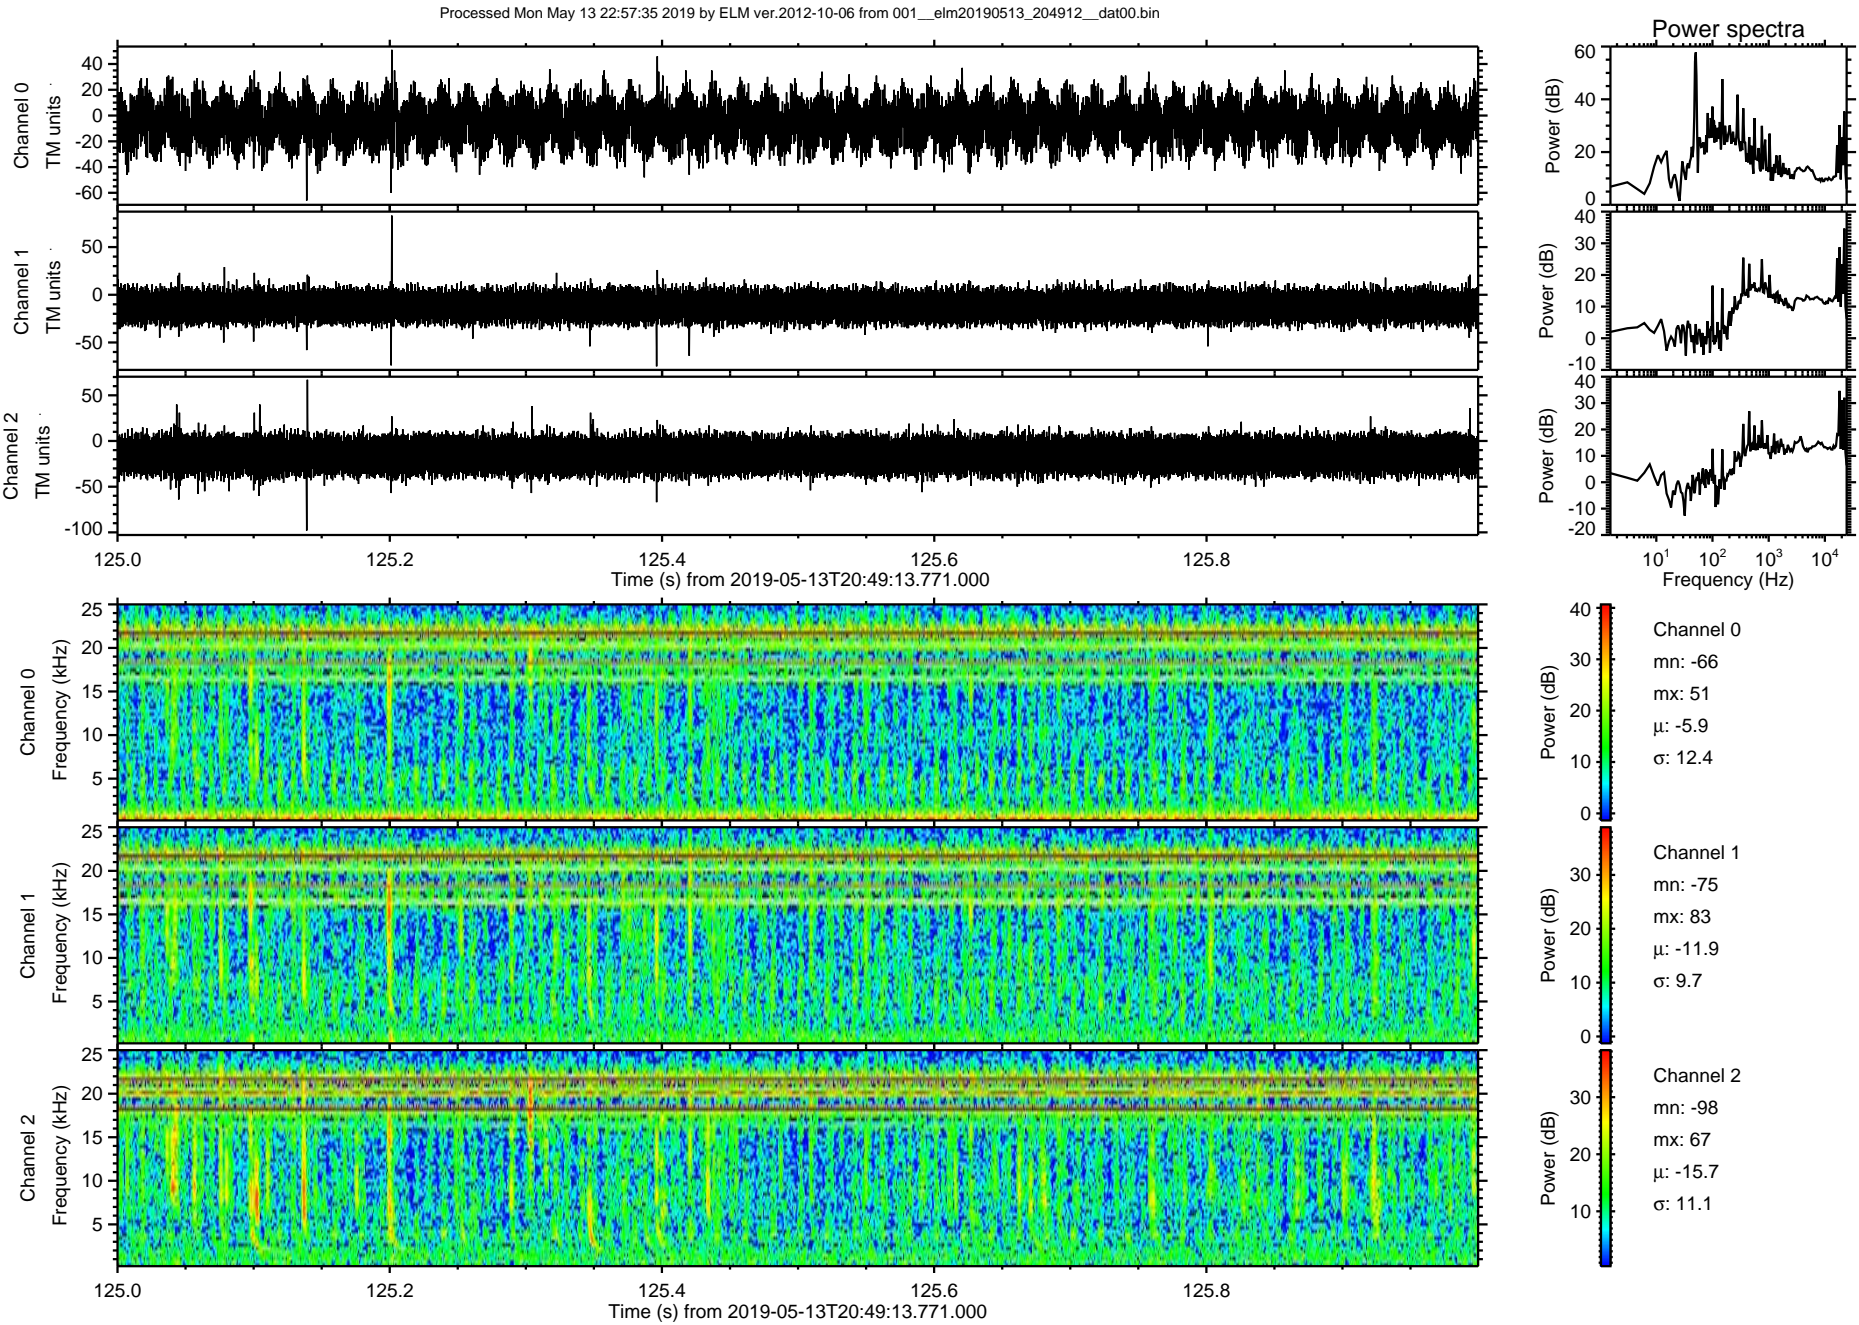 Processed Mon May 13 22:57:35 2019 by ELM ver.2012-10-06 from 001__elm20190513_204912__dat00.bin
Power spectra
Channel 0
TM units
40
20
0
-20
-40
-60
Power (dB)
60
40
20
0
Channel 1
TM units
50
0
-50
Power (dB)
40
30
20
10
0
-10
Channel 2
TM units
50
0
-50
-100
Power (dB)
40
30
20
10
0
-10
-20
125.0 125.2 125.4 125.6 125.8
Time (s) from 2019-05-13T20:49:13.771.000
10¹ 10² 10³ 10⁴
Frequency (Hz)
Channel 0
Frequency (kHz)
25
20
15
10
5
Power (dB)
40
30
20
10
0
Channel 0
mn: -66
mx: 51
μ: -5.9
σ: 12.4
Channel 1
Frequency (kHz)
25
20
15
10
5
Power (dB)
30
20
10
0
Channel 1
mn: -75
mx: 83
μ: -11.9
σ: 9.7
Channel 2
Frequency (kHz)
25
20
15
10
5
Power (dB)
30
20
10
Channel 2
mn: -98
mx: 67
μ: -15.7
σ: 11.1
125.0 125.2 125.4 125.6 125.8
Time (s) from 2019-05-13T20:49:13.771.000